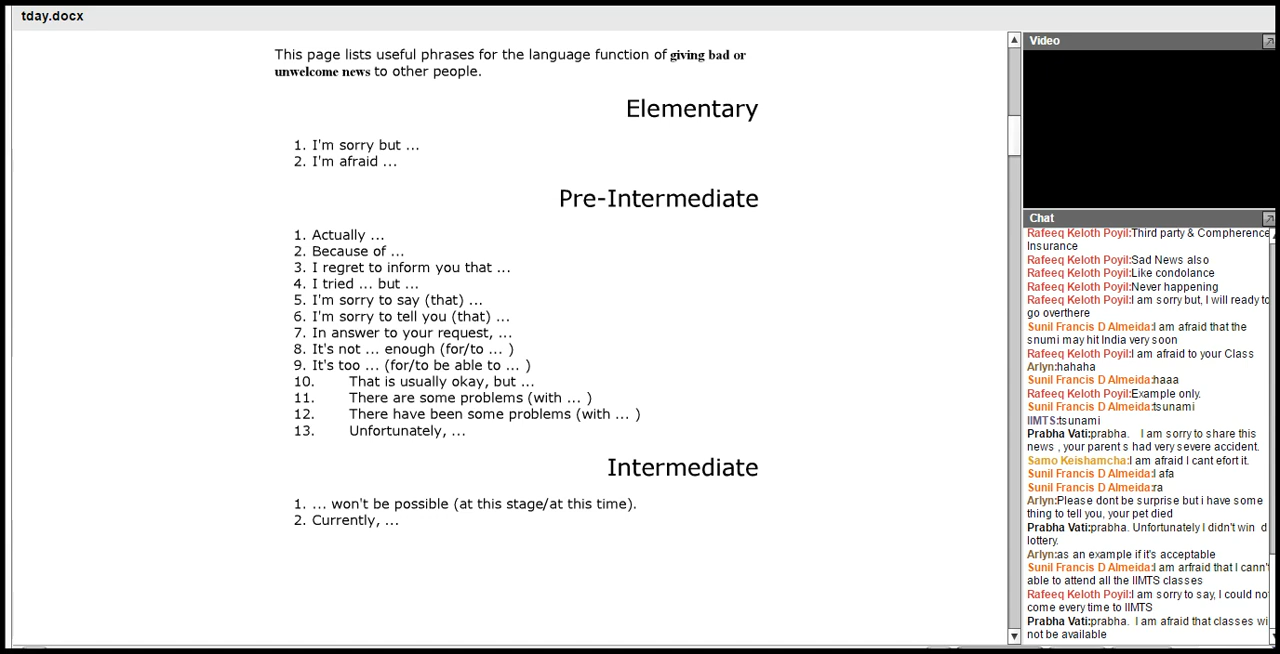 tday.docx
This page lists useful phrases for the language function of giving bad or
unwelcome news to other people.
Elementary
1. I'm sorry but ...
2. I'm afraid ...
Pre-Intermediate
1. Actually ...
2. Because of ...
3. I regret to inform you that ...
4. I tried ... but ...
5. I'm sorry to say (that) ...
6. I'm sorry to tell you (that) ...
7. In answer to your request, ...
8. It's not ... enough (for/to ... )
9. It's too ... (for/to be able to ... )
10. That is usually okay, but ...
11. There are some problems (with ... )
12. There have been some problems (with ... )
13. Unfortunately, ...
Intermediate
1. ... won't be possible (at this stage/at this time).
2. Currently, ...
Video
Chat
Rafeeq Keloth Poyil:Third party & Compherence
Insurance
Rafeeq Keloth Poyil:Sad News also
Rafeeq Keloth Poyil:Like condolance
Rafeeq Keloth Poyil:Never happening
Rafeeq Keloth Poyil:I am sorry but, I will ready to
go overthere
Sunil Francis D Almeida:I am afraid that the
snumi may hit India very soon
Rafeeq Keloth Poyil:I am afraid to your Class
Arlyn:hahaha
Sunil Francis D Almeida:haaa
Rafeeq Keloth Poyil:Example only.
Sunil Francis D Almeida:tsunami
IIMTS:tsunami
Prabha Vati:prabha. I am sorry to share this
news , your parent s had very severe accident.
Samo Keishamcha:I am afraid I cant efort it.
Sunil Francis D Almeida:I afa
Sunil Francis D Almeida:ra
Arlyn:Please dont be surprise but i have some
thing to tell you, your pet died
Prabha Vati:prabha. Unfortunately I didn't win d
lottery.
Arlyn:as an example if it's acceptable
Sunil Francis D Almeida:I am arfraid that I cann't
able to attend all the IIMTS classes
Rafeeq Keloth Poyil:I am sorry to say, I could not
come every time to IIMTS
Prabha Vati:prabha. I am afraid that classes wi
not be available